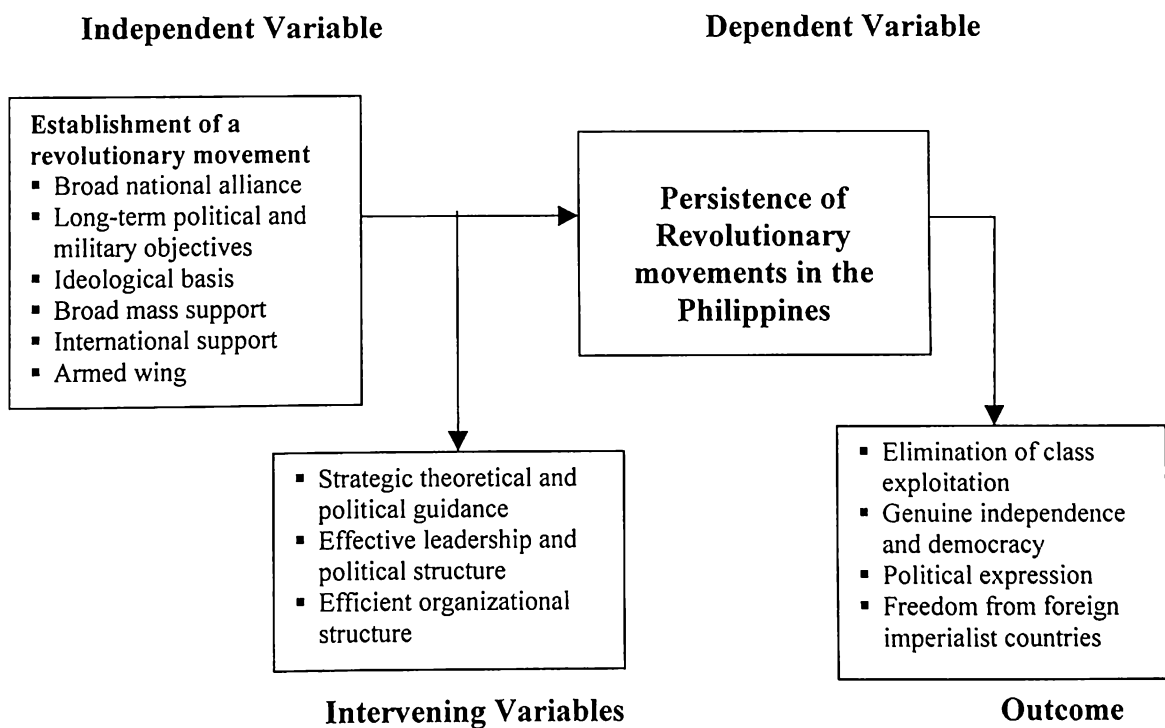 Independent Variable
Dependent Variable
Establishment of a
revolutionary movement
▪ Broad national alliance
▪ Long-term political and
military objectives
▪ Ideological basis
▪ Broad mass support
▪ International support
▪ Armed wing
Persistence of
Revolutionary
movements in the
Philippines
▪ Strategic theoretical and
political guidance
▪ Effective leadership and
political structure
▪ Efficient organizational
structure
▪ Elimination of class
exploitation
▪ Genuine independence
and democracy
▪ Political expression
▪ Freedom from foreign
imperialist countries
Intervening Variables
Outcome